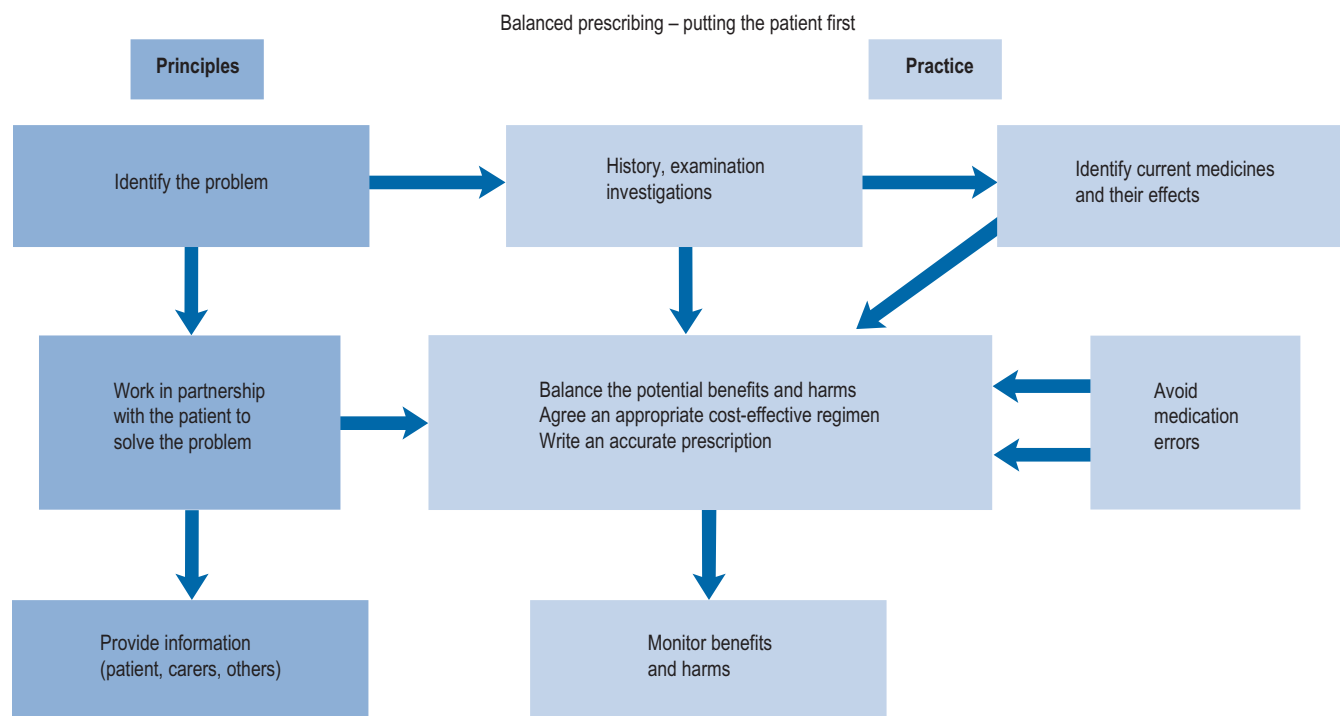 Balanced prescribing – putting the patient first
Principles
Practice
Identify the problem
History, examination
investigations
Identify current medicines
and their effects
Work in partnership
with the patient to
solve the problem
Balance the potential benefits and harms
Agree an appropriate cost-effective regimen
Write an accurate prescription
Avoid
medication
errors
Provide information
(patient, carers, others)
Monitor benefits
and harms